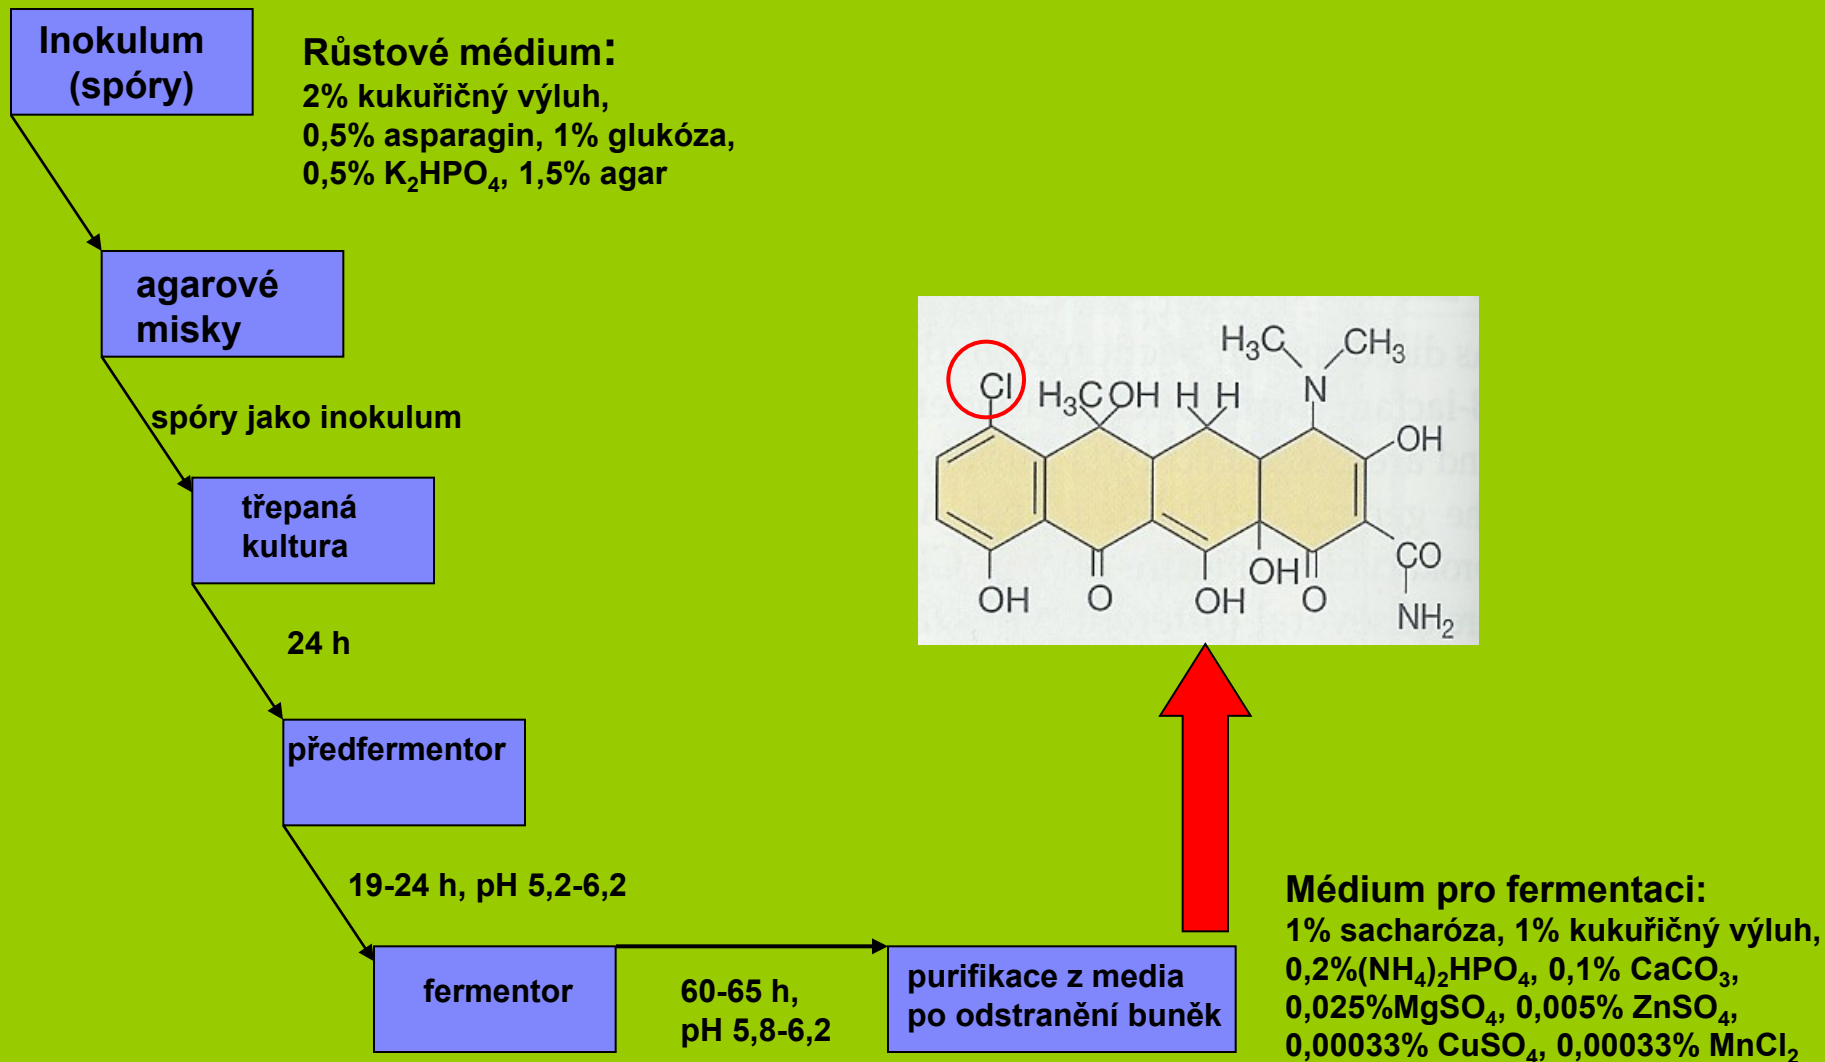 Inokulum
(spóry)
Růstové médium:
2% kukuřičný výluh,
0,5% asparagin, 1% glukóza,
0,5% K₂HPO₄, 1,5% agar
agarové
misky
spóry jako inokulum
třepaná
kultura
24 h
předfermentor
19-24 h, pH 5,2-6,2
fermentor
60-65 h,
pH 5,8-6,2
purifikace z media
po odstranění buněk
H₃C CH₃
Cl H₃C OH H H N
OH
CO
OH O OH OH O
NH₂
Médium pro fermentaci:
1% sacharóza, 1% kukuřičný výluh,
0,2%(NH₄)₂HPO₄, 0,1% CaCO₃,
0,025%MgSO₄, 0,005% ZnSO₄,
0,00033% CuSO₄, 0,00033% MnCl₂